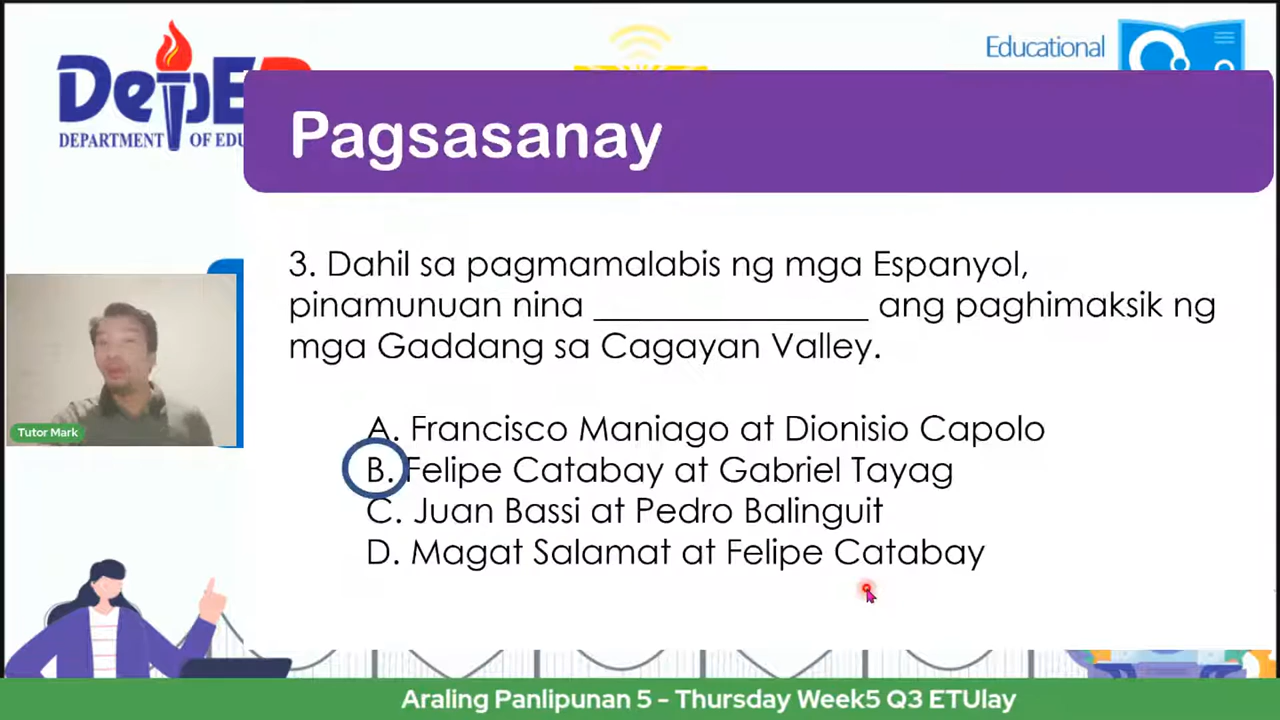 DepED
DEPARTMENT OF EDU
Educational
Pagsasanay
3. Dahil sa pagmamalabis ng mga Espanyol,
pinamunuan nina _______________ ang paghimaksik ng
mga Gaddang sa Cagayan Valley.
A. Francisco Maniago at Dionisio Capolo
B. Felipe Catabay at Gabriel Tayag
C. Juan Bassi at Pedro Balinguit
D. Magat Salamat at Felipe Catabay
Tutor Mark
Araling Panlipunan 5 - Thursday Week5 Q3 ETUlay